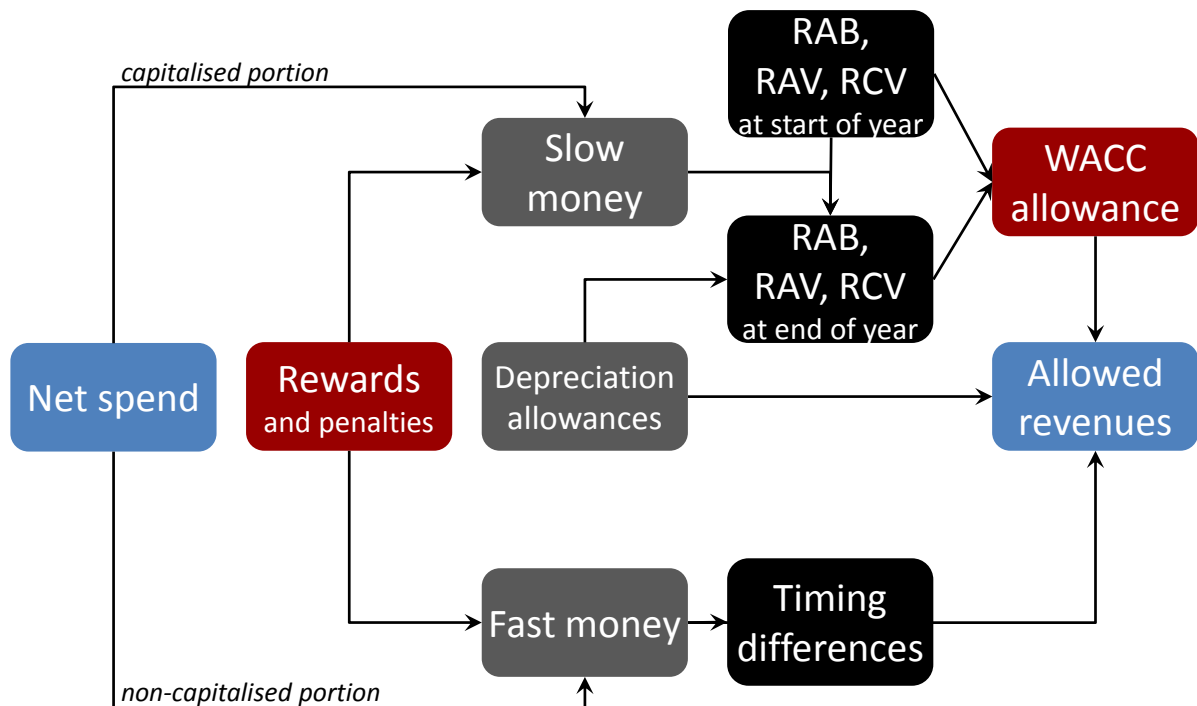 capitalised portion
RAB,
RAV, RCV
at start of year
Slow
money
WACC
allowance
RAB,
RAV, RCV
at end of year
Net spend
Rewards
and penalties
Depreciation
allowances
Allowed
revenues
Fast money
Timing
differences
non-capitalised portion